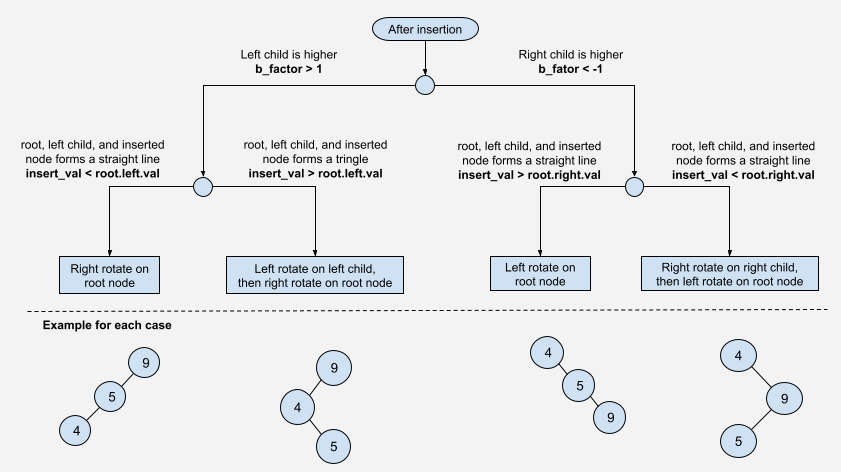 After insertion
Left child is higher
b_factor > 1
Right child is higher
b_fator < -1
root, left child, and inserted
node forms a straight line
insert_val < root.left.val
root, left child, and inserted
node forms a tringle
insert_val > root.left.val
root, left child, and inserted
node forms a straight line
insert_val > root.right.val
root, left child, and inserted
node forms a straight line
insert_val < root.right.val
Right rotate on
root node
Left rotate on left child,
then right rotate on root node
Left rotate on
root node
Right rotate on right child,
then left rotate on root node
Example for each case
9
5
4
9
4
5
4
5
9
4
9
5